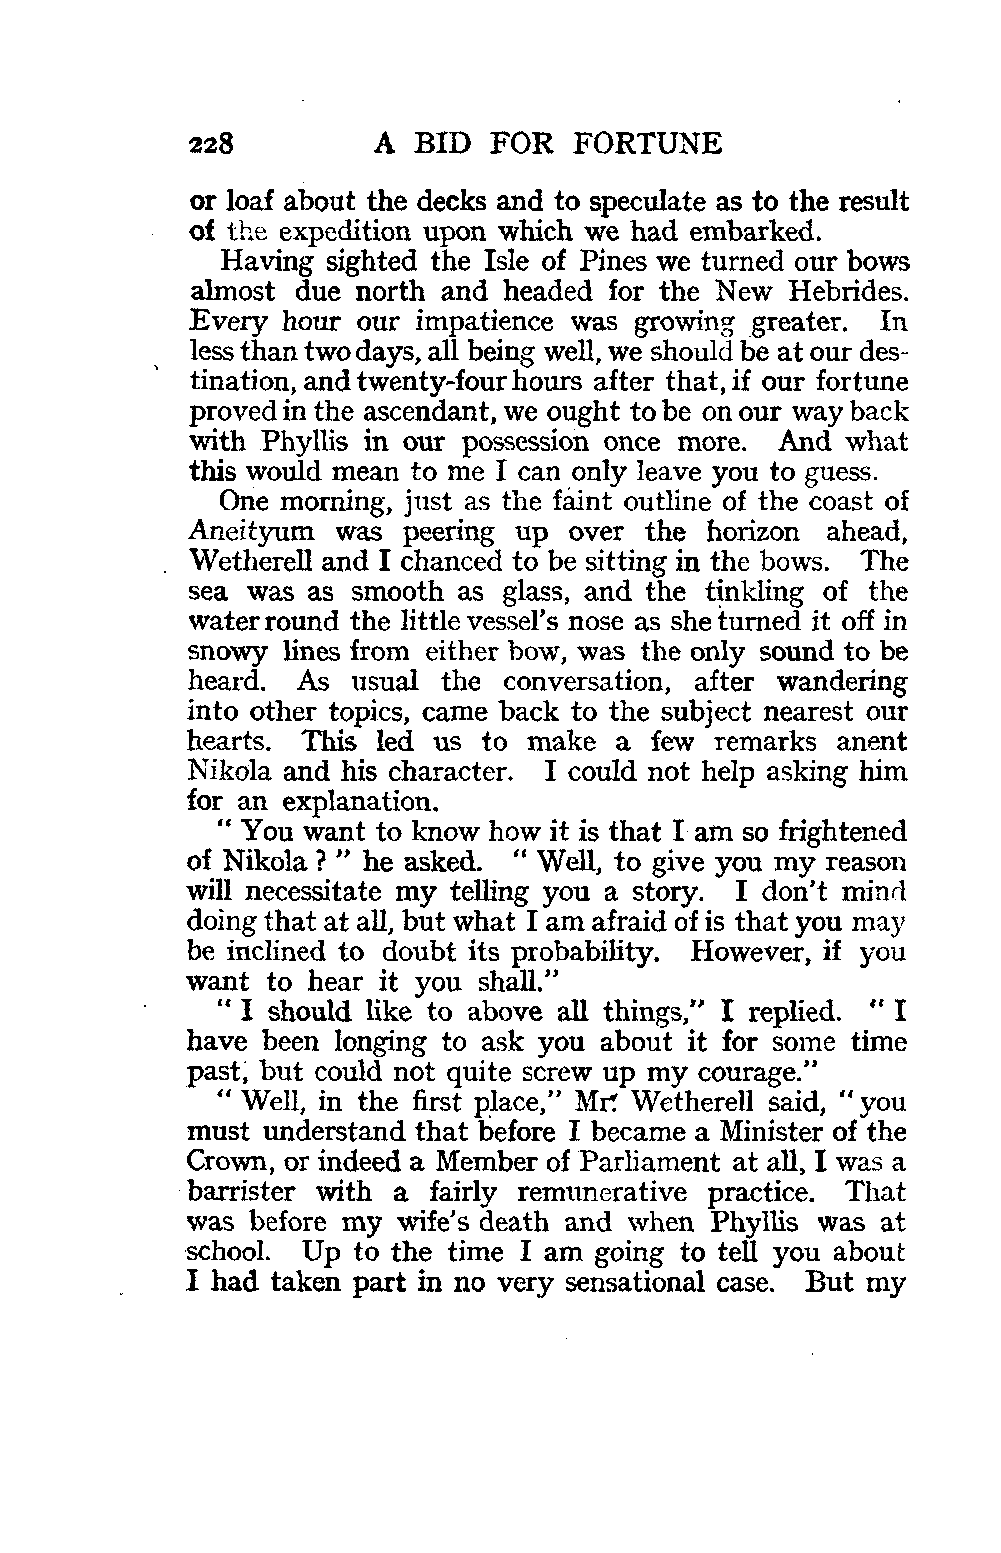 228 A BID FOR FORTUNE
or loaf about the decks and to speculate as to the result
of the expedition upon which we had embarked.
Having sighted the Isle of Pines we turned our bows
almost due north and headed for the New Hebrides.
Every hour our impatience was growing greater. In
less than two days, all being well, we should be at our des-
tination, and twenty-four hours after that, if our fortune
proved in the ascendant, we ought to be on our way back
with Phyllis in our possession once more. And what
this would mean to me I can only leave you to guess.
One morning, just as the faint outline of the coast of
Aneityum was peering up over the horizon ahead,
Wetherell and I chanced to be sitting in the bows. The
sea was as smooth as glass, and the tinkling of the
water round the little vessel's nose as she turned it off in
snowy lines from either bow, was the only sound to be
heard. As usual the conversation, after wandering
into other topics, came back to the subject nearest our
hearts. This led us to make a few remarks anent
Nikola and his character. I could not help asking him
for an explanation.
" You want to know how it is that I am so frightened
of Nikola ? " he asked. " Well, to give you my reason
will necessitate my telling you a story. I don't mind
doing that at all, but what I am afraid of is that you may
be inclined to doubt its probability. However, if you
want to hear it you shall."
" I should like to above all things," I replied. " I
have been longing to ask you about it for some time
past, but could not quite screw up my courage."
" Well, in the first place," Mr. Wetherell said, " you
must understand that before I became a Minister of the
Crown, or indeed a Member of Parliament at all, I was a
barrister with a fairly remunerative practice. That
was before my wife's death and when Phyllis was at
school. Up to the time I am going to tell you about
I had taken part in no very sensational case. But my